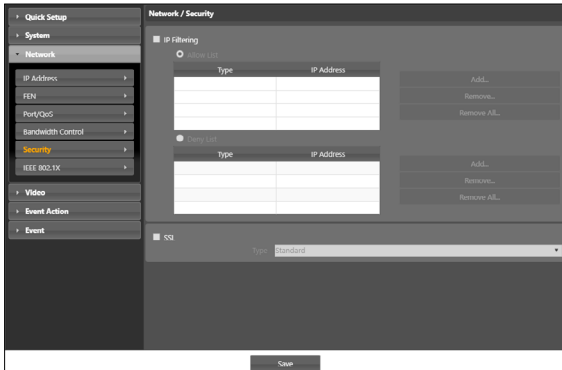 Quick Setup
System
Network
IP Address
FEN
Port/QoS
Bandwidth Control
Security
IEEE 802.1X
Video
Event Action
Event
Network / Security
IP Filtering
Allow List
Type IP Address
Add...
Remove...
Remove All...
Deny List
Type IP Address
Add...
Remove...
Remove All...
SSL
Type Standard
Save